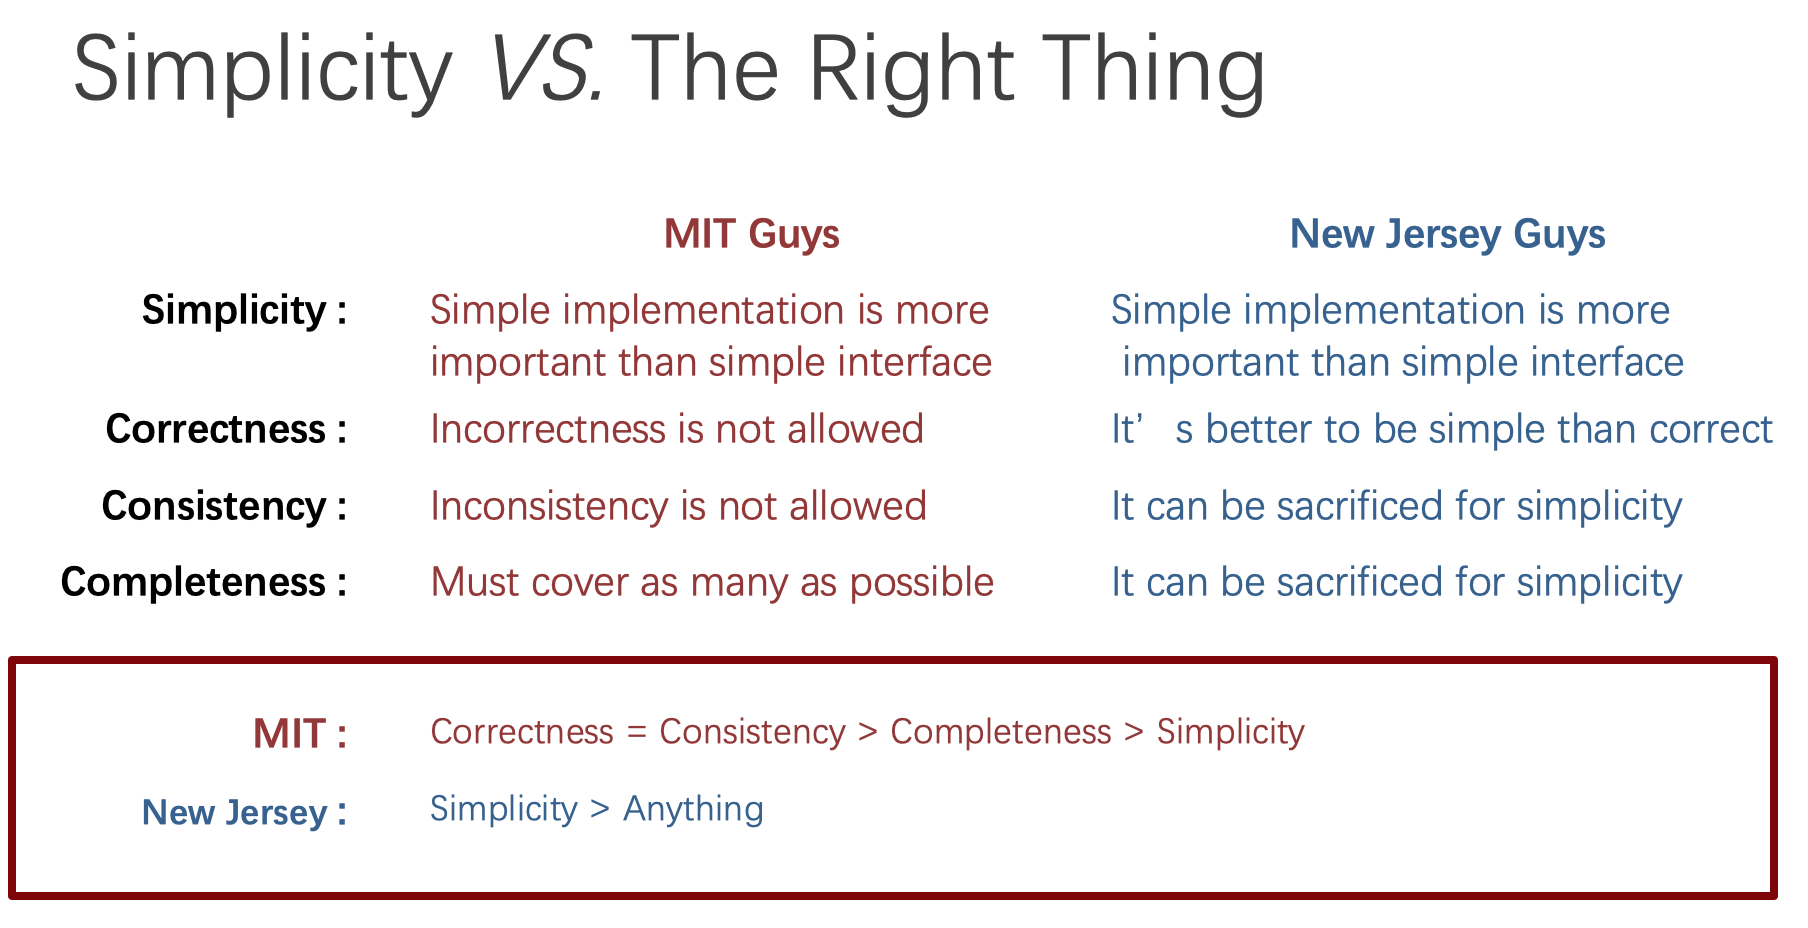 Simplicity VS. The Right Thing
MIT Guys
New Jersey Guys
Simplicity :
Simple implementation is more
important than simple interface
Simple implementation is more
important than simple interface
Correctness :
Incorrectness is not allowed
It’ s better to be simple than correct
Consistency :
Inconsistency is not allowed
It can be sacrificed for simplicity
Completeness :
Must cover as many as possible
It can be sacrificed for simplicity
MIT :
Correctness = Consistency > Completeness > Simplicity
New Jersey :
Simplicity > Anything